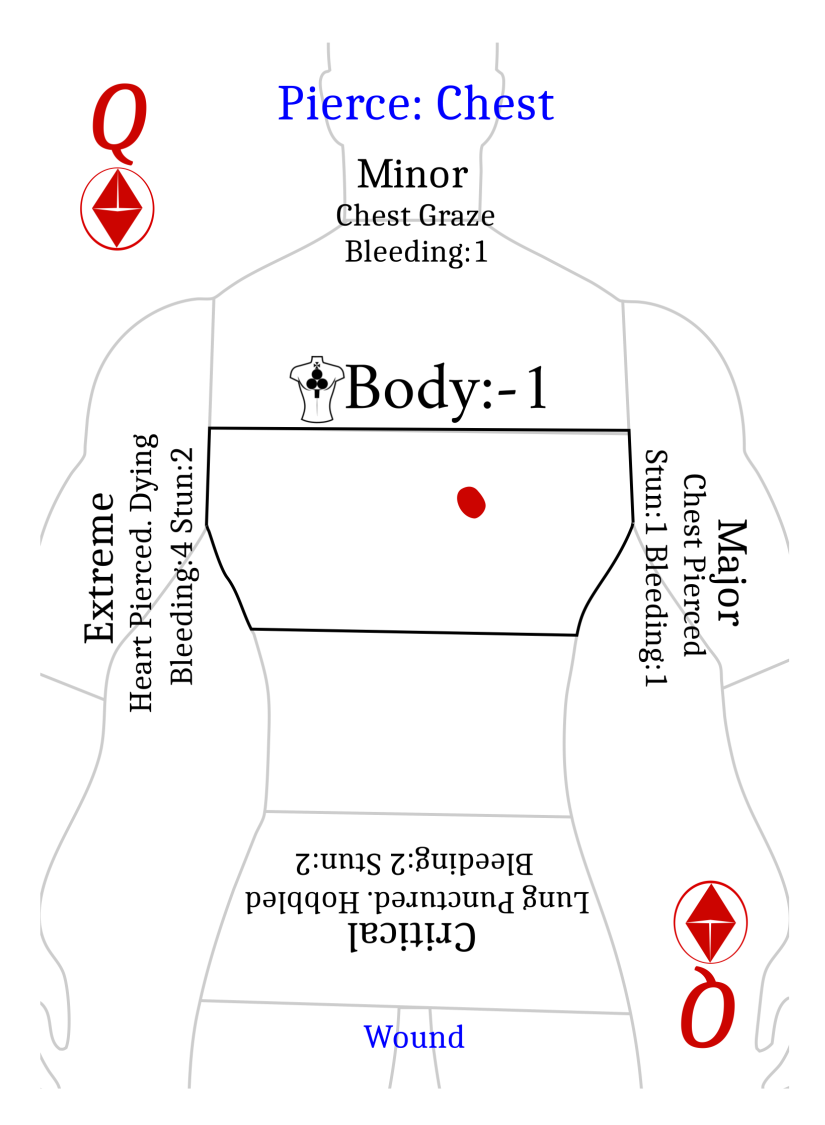 Q
Pierce: Chest
Minor
Chest Graze
Bleeding:1
Body:-1
Extreme
Heart Pierced. Dying
Bleeding:4 Stun:2
Major
Chest Pierced
Stun:1 Bleeding:1
Critical
Lung Punctured. Hobbled
Bleeding:2 Stun:2
Wound
Q